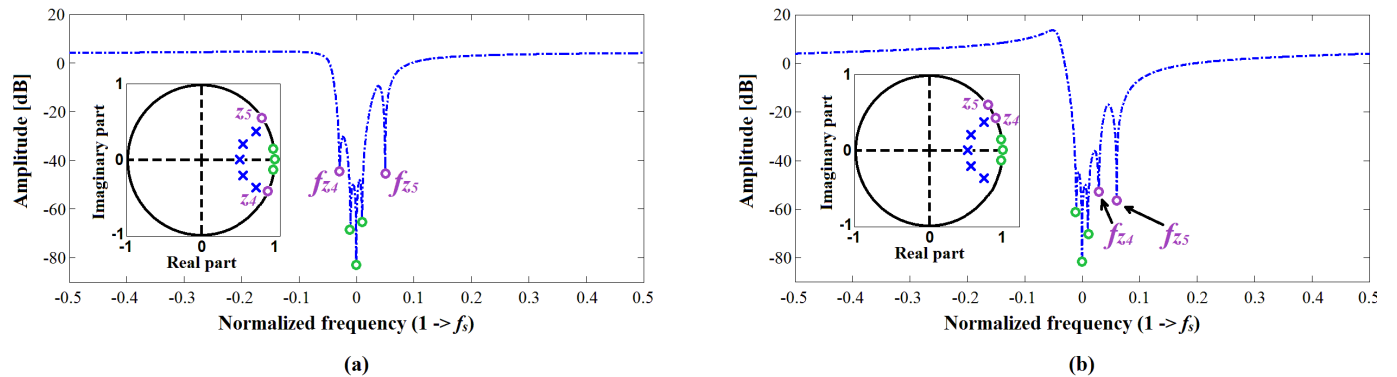 20
0
-20
-40
-60
-80
Amplitude [dB]
-0.5 -0.4 -0.3 -0.2 -0.1 0 0.1 0.2 0.3 0.4 0.5
Normalized frequency (1 -> fs)
1
0
-1
Imaginary part
-1 0 1
Real part
z5
z4
fz4
fz5
(a)
20
0
-20
-40
-60
-80
Amplitude [dB]
-0.5 -0.4 -0.3 -0.2 -0.1 0 0.1 0.2 0.3 0.4 0.5
Normalized frequency (1 -> fs)
1
0
-1
Imaginary part
-1 0 1
Real part
z5
z4
fz4
fz5
(b)